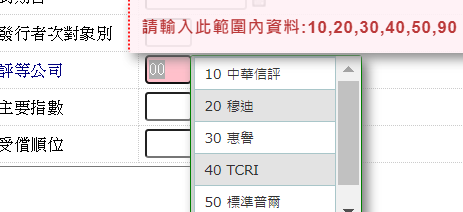 請輸入此範圍內資料:10,20,30,40,50,90
發行者次對象別
評等公司 00
10 中華信評
20 穆迪
主要指數
30 惠譽
受償順位
40 TCRI
50 標準普爾